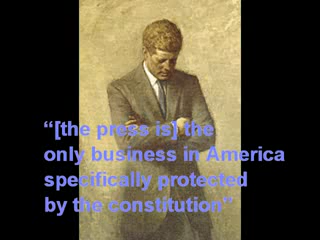 “[the press is] the
only business in America
specifically protected
by the constitution”